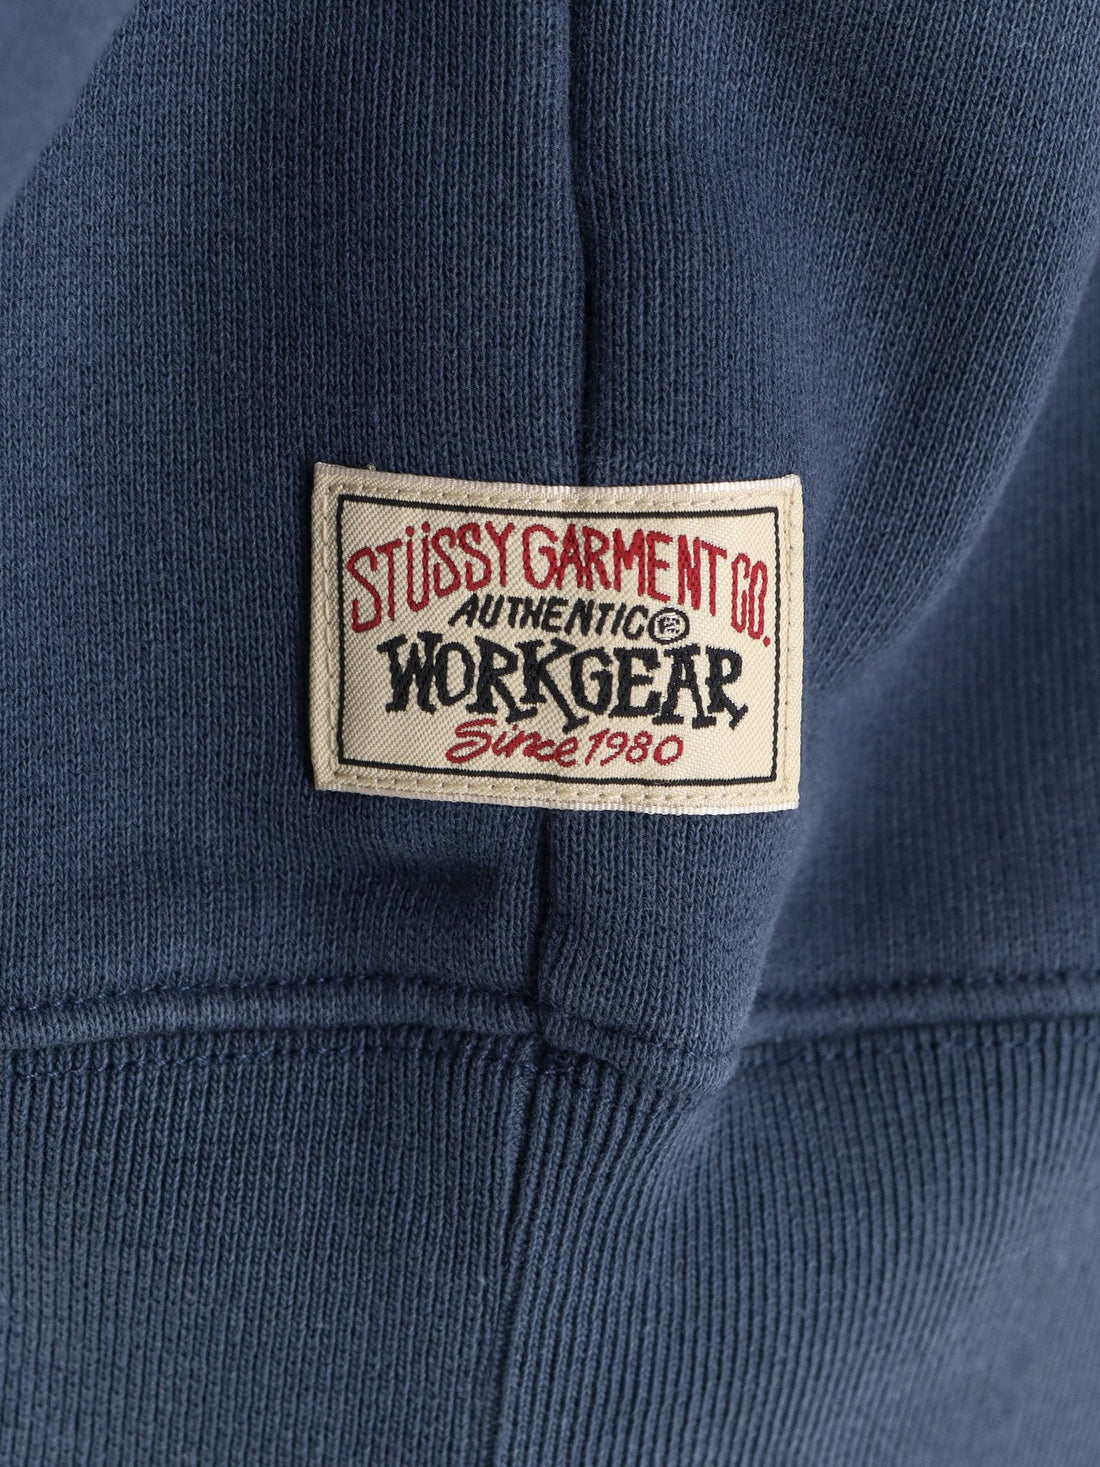 STÜSSY GARMENT CO.
AUTHENTIC
WORKGEAR
Since 1980